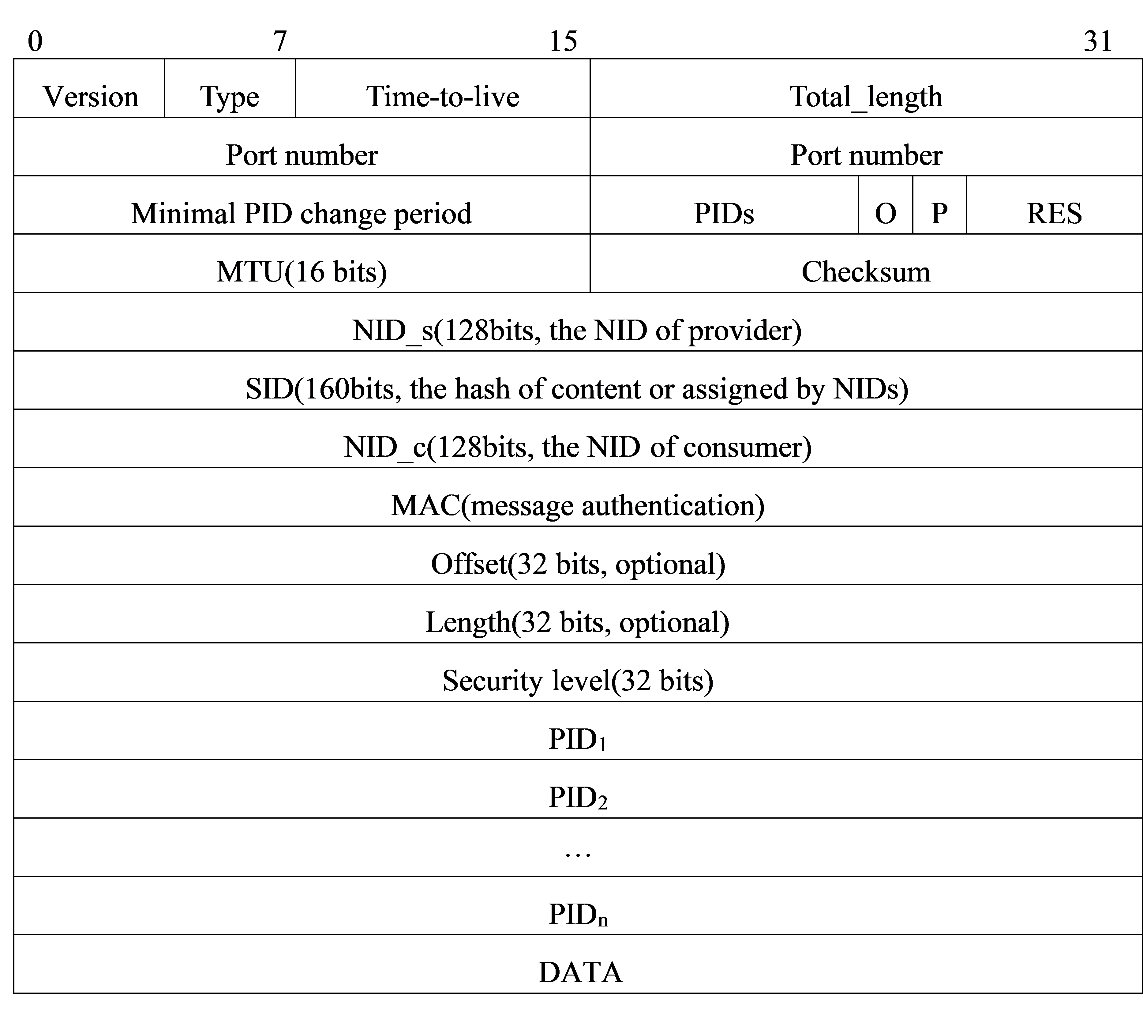 0 7 15 31
Version Type Time-to-live Total_length
Port number Port number
Minimal PID change period PIDs O P RES
MTU(16 bits) Checksum
NID_s(128bits, the NID of provider)
SID(160bits, the hash of content or assigned by NIDs)
NID_c(128bits, the NID of consumer)
MAC(message authentication)
Offset(32 bits, optional)
Length(32 bits, optional)
Security level(32 bits)
PID₁
PID₂
…
PIDₙ
DATA